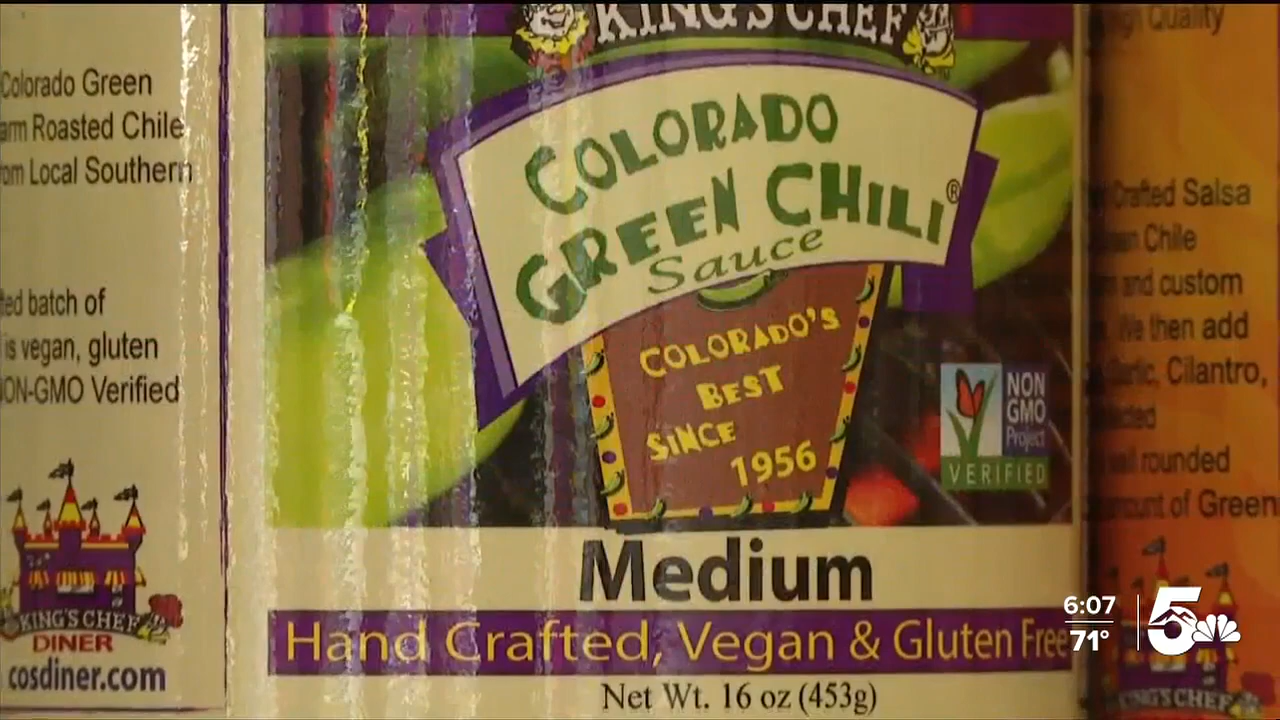 Colorado Green
arm Roasted Chile
om Local Southern
ted batch of
is vegan, gluten
NON-GMO Verified
KING'S CHEF
DINER
cosdiner.com
KING'S CHEF
COLORADO
GREEN CHILI®
Sauce
COLORADO'S
BEST
SINCE
1956
NON
GMO
Project
VERIFIED
Medium
Hand Crafted, Vegan & Gluten Free
Net Wt. 16 oz (453g)
Quality
Crafted Salsa
Chile
and custom
We then add
Garlic, Cilantro,
rounded
of Green
KING'S CHEF
6:07
71°
5